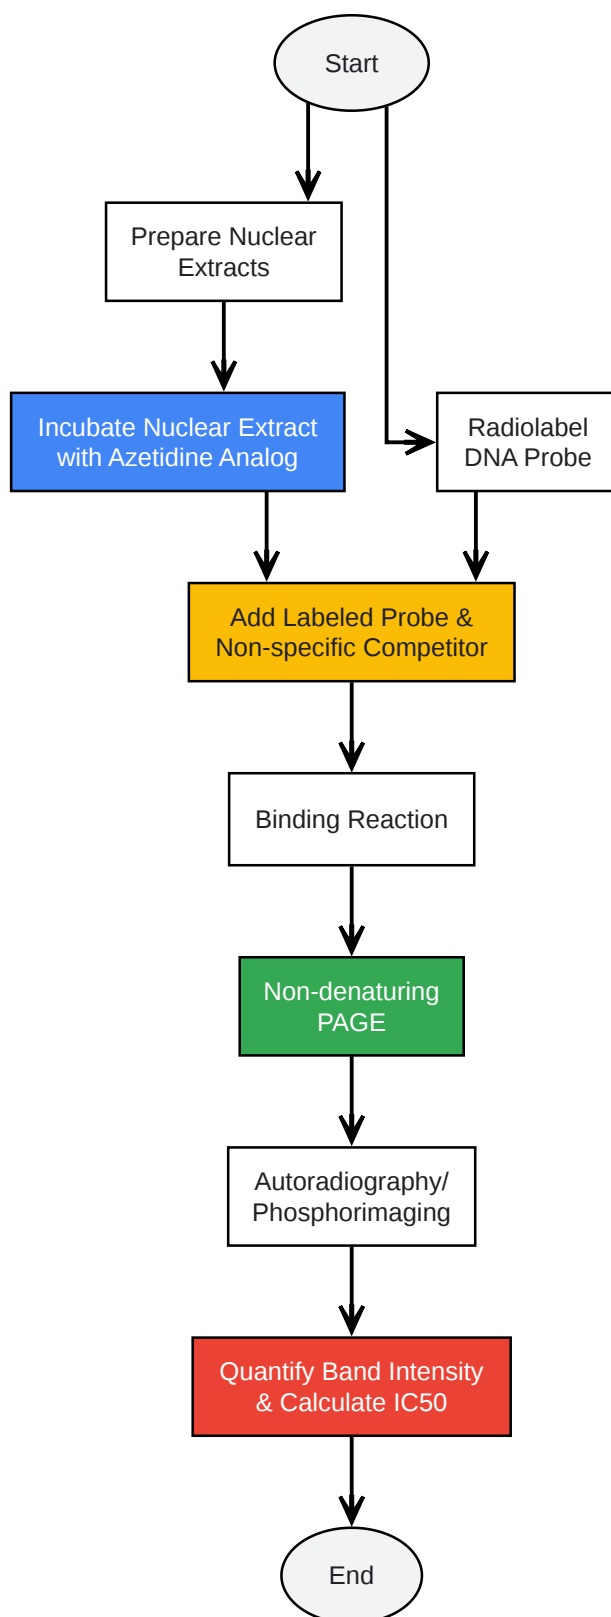 Start
Prepare Nuclear
Extracts
Incubate Nuclear Extract
with Azetidine Analog
Radiolabel
DNA Probe
Add Labeled Probe &
Non-specific Competitor
Binding Reaction
Non-denaturing
PAGE
Autoradiography/
Phosphorimaging
Quantify Band Intensity
& Calculate IC50
End